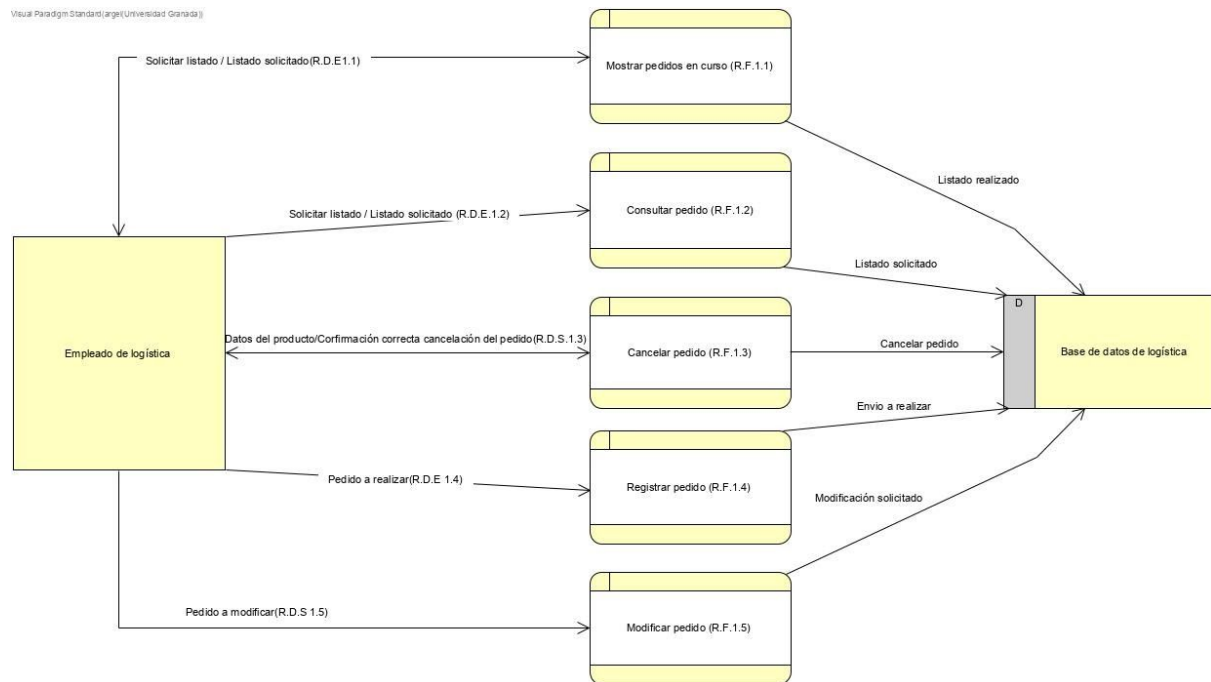 Visual Paradigm Standard(argel(Universidad Granada))
Solicitar listado / Listado solicitado(R.D.E1.1)
Mostrar pedidos en curso (R.F.1.1)
Listado realizado
Solicitar listado / Listado solicitado (R.D.E.1.2)
Consultar pedido (R.F.1.2)
Listado solicitado
D
Empleado de logística
Datos del producto/Corfirmación correcta cancelación del pedido(R.D.S.1.3)
Cancelar pedido (R.F.1.3)
Cancelar pedido
Base de datos de logística
Envio a realizar
Pedido a realizar(R.D.E 1.4)
Registrar pedido (R.F.1.4)
Modificación solicitado
Pedido a modificar(R.D.S 1.5)
Modificar pedido (R.F.1.5)